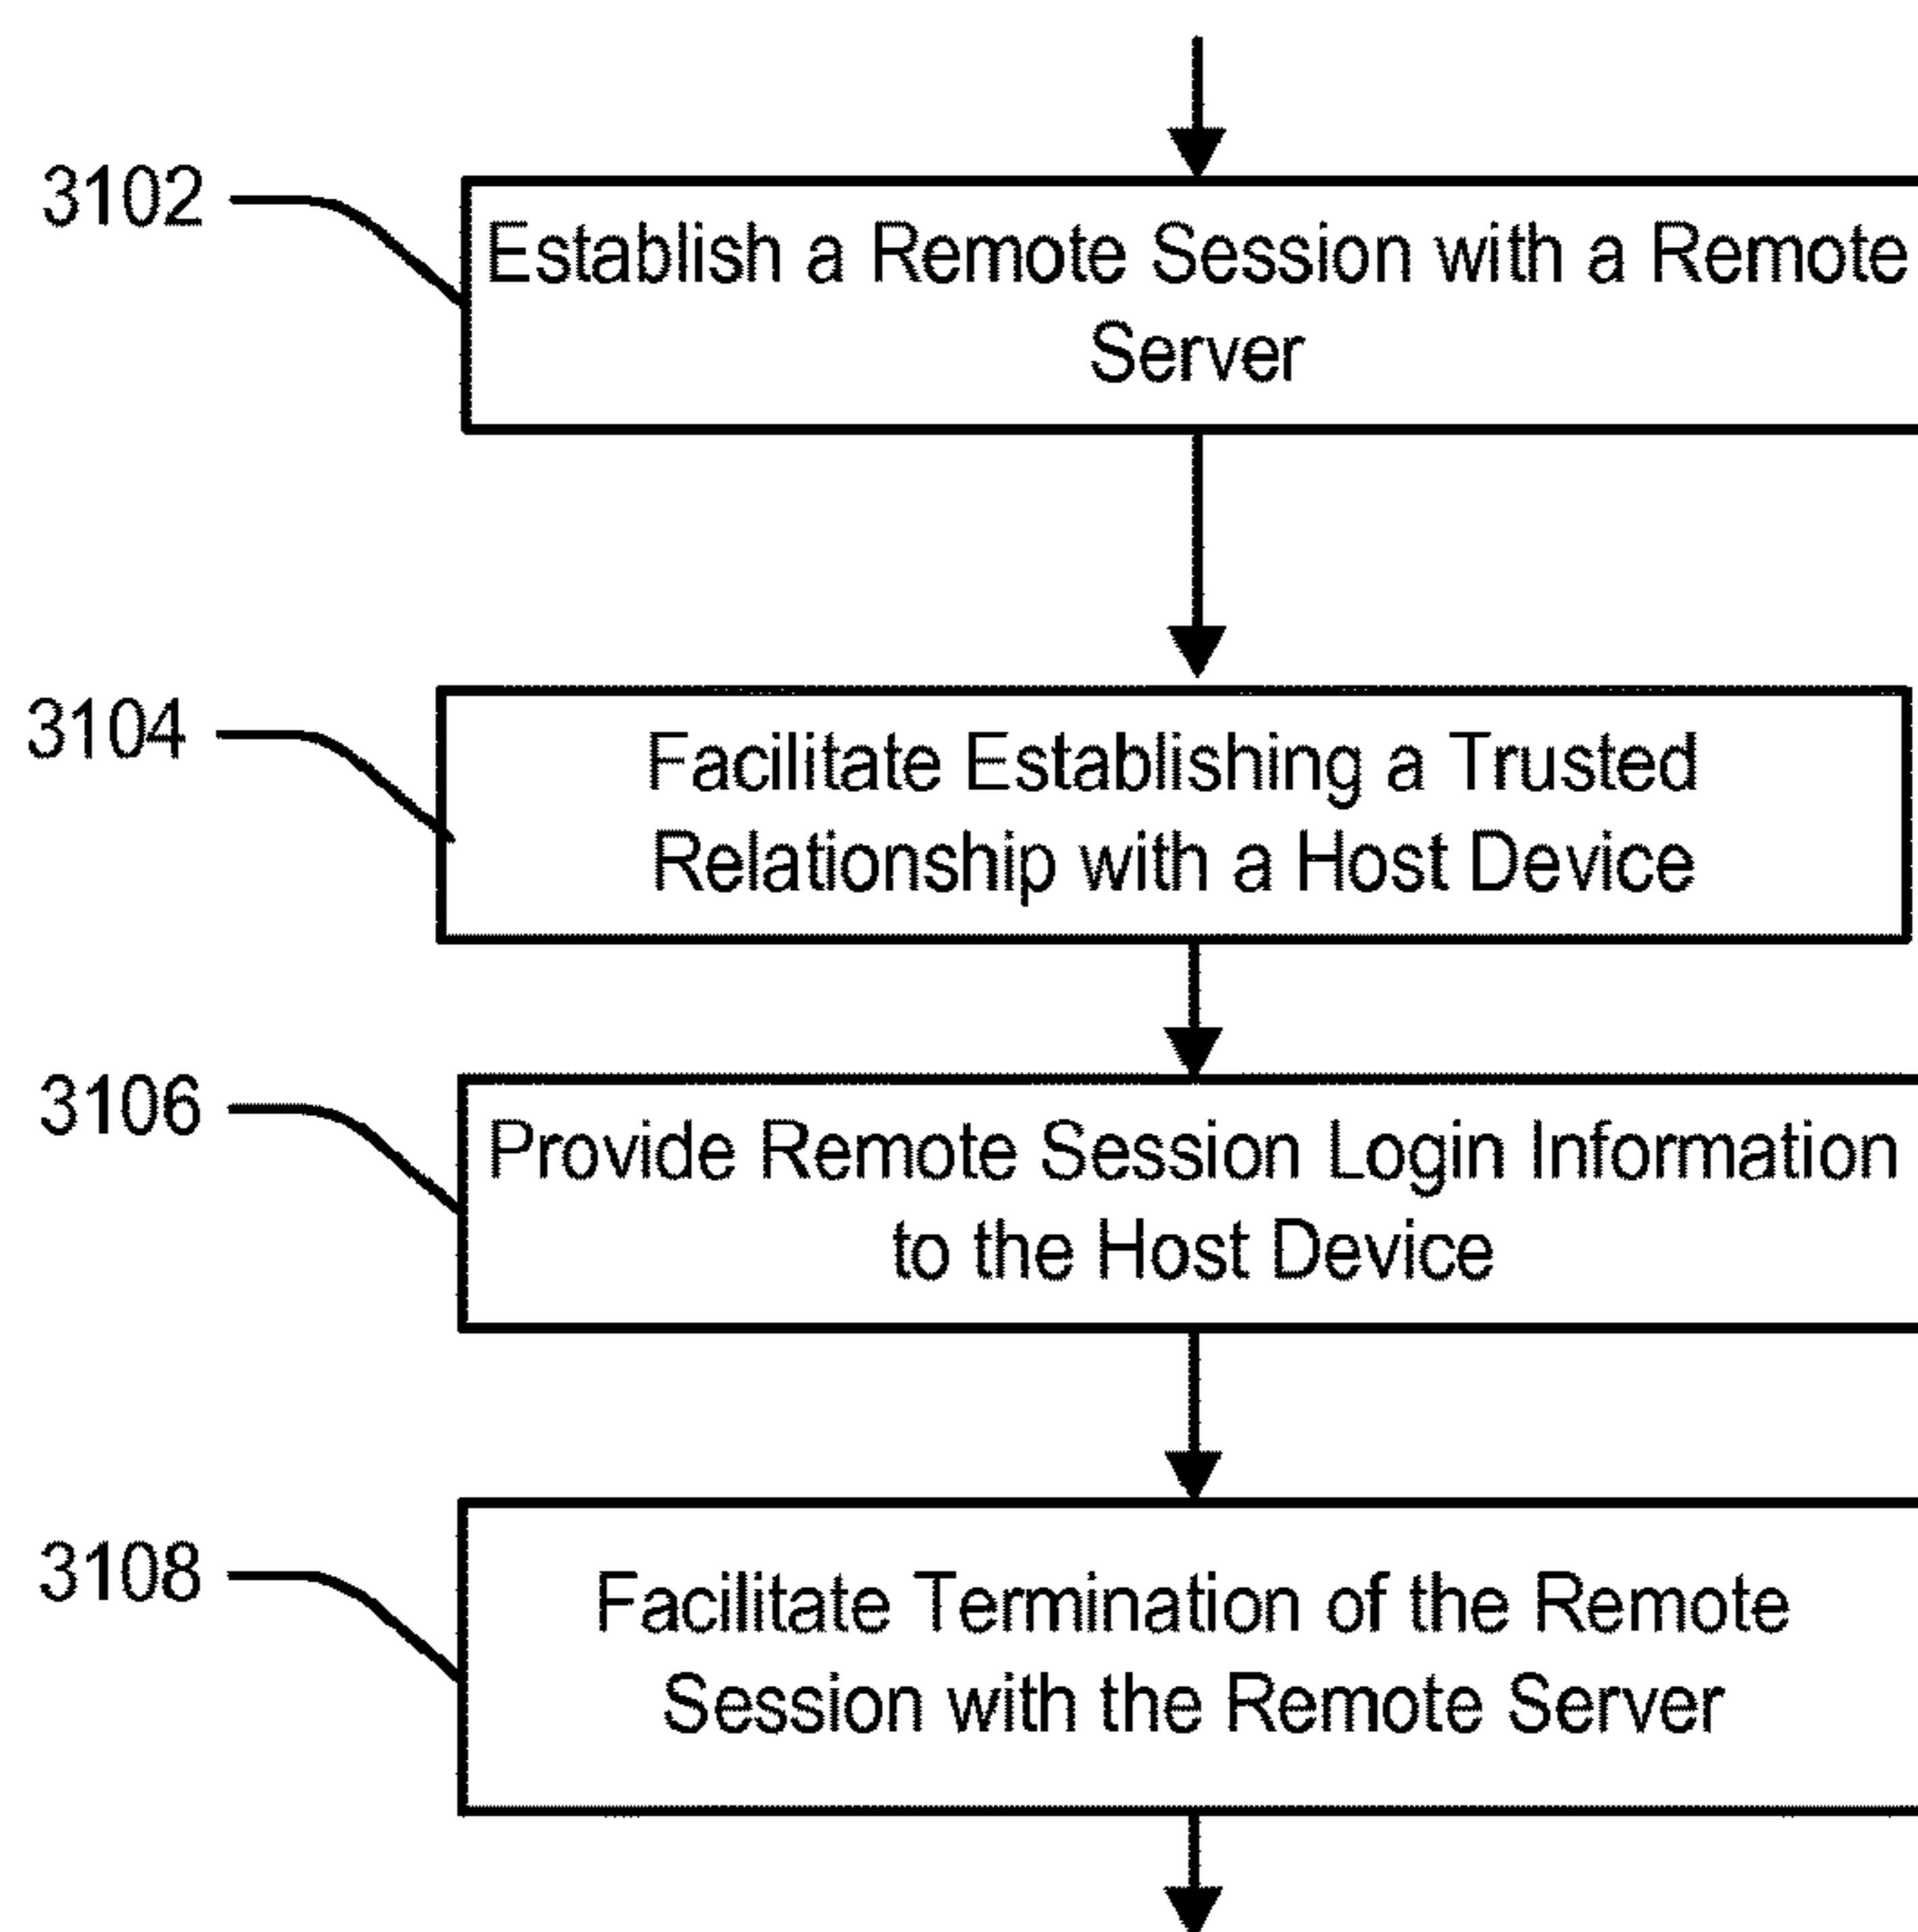 3102
Establish a Remote Session with a Remote
Server
3104
Facilitate Establishing a Trusted
Relationship with a Host Device
3106
Provide Remote Session Login Information
to the Host Device
3108
Facilitate Termination of the Remote
Session with the Remote Server